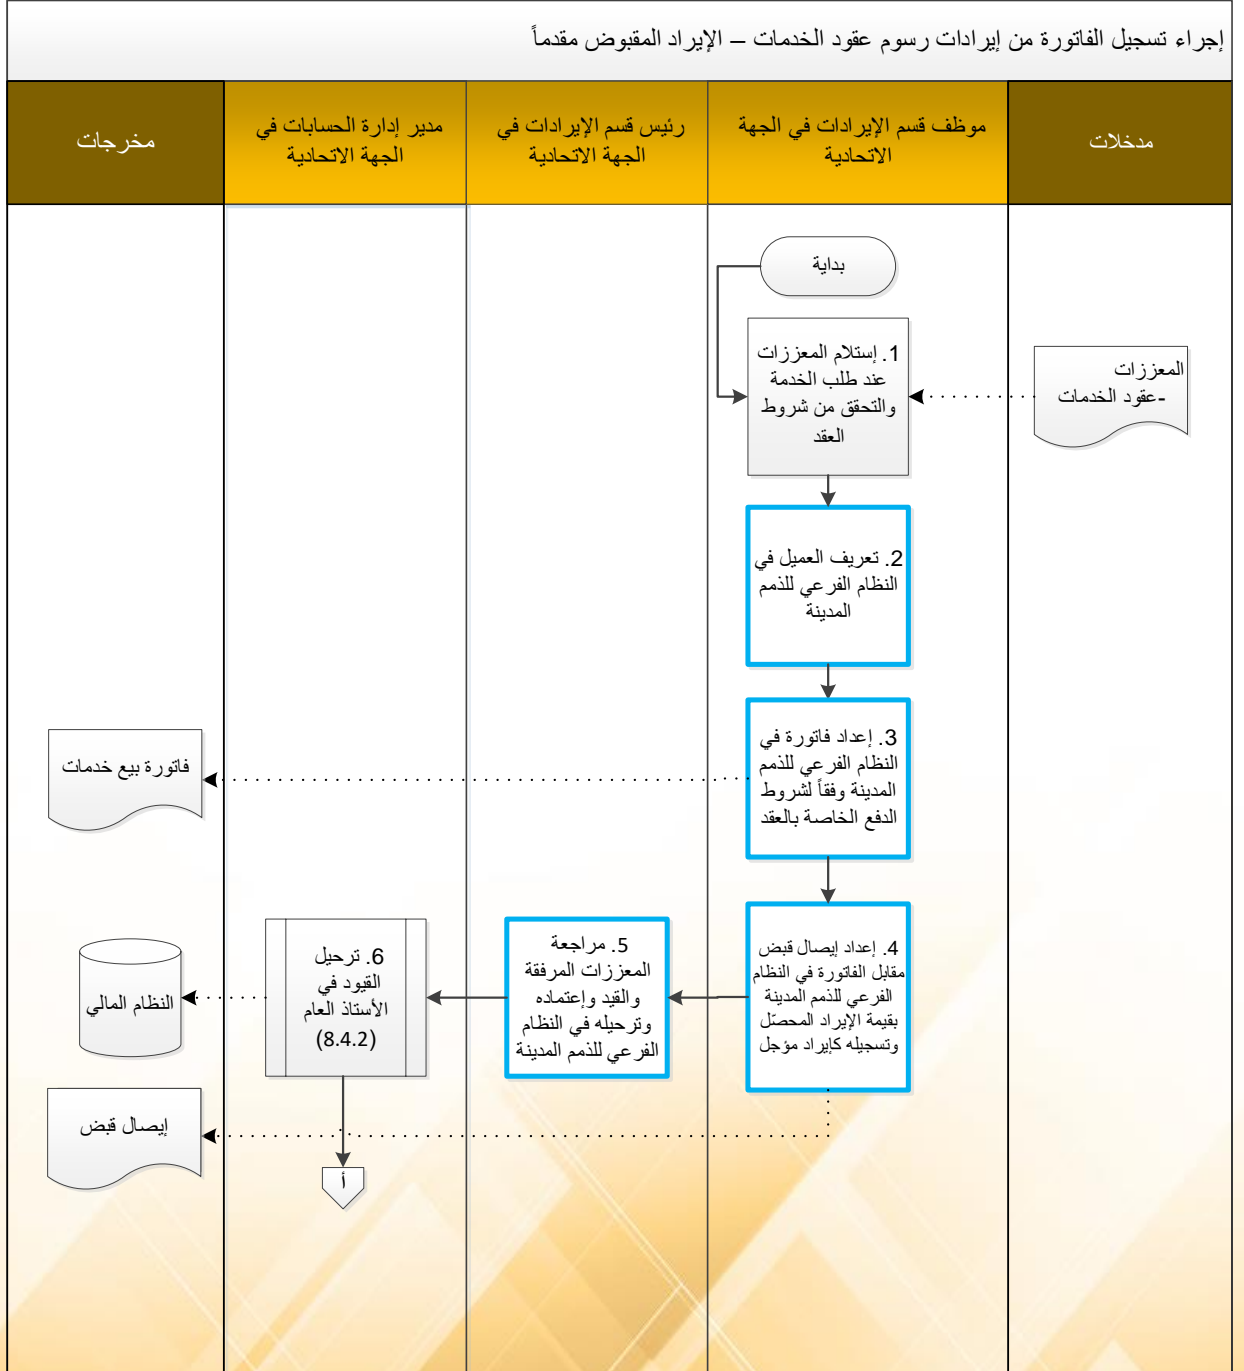 إجراء تسجيل الفاتورة من إيرادات رسوم عقود الخدمات – الإيراد المقبوض مقدماً
مدخلات
موظف قسم الإيرادات في الجهة
الاتحادية
رئيس قسم الإيرادات في
الجهة الاتحادية
مدير إدارة الحسابات في
الجهة الاتحادية
مخرجات
بداية
1. إستلام المعززات
عند طلب الخدمة
والتحقق من شروط
العقد
المعززات
-عقود الخدمات
2. تعريف العميل في
النظام الفرعي للذمم
المدينة
3. إعداد فاتورة في
النظام الفرعي للذمم
المدينة وفقاً لشروط
الدفع الخاصة بالعقد
فاتورة بيع خدمات
4. إعداد إيصال قبض
مقابل الفاتورة في النظام
الفرعي للذمم المدينة
بقيمة الإيراد المحصّل
وتسجيله كإيراد مؤجل
5. مراجعة
المعززات المرفقة
والقيد وإعتماده
وترحيله في النظام
الفرعي للذمم المدينة
6. ترحيل
القيود في
الأستاذ العام
(8.4.2)
النظام المالي
إيصال قبض
أ